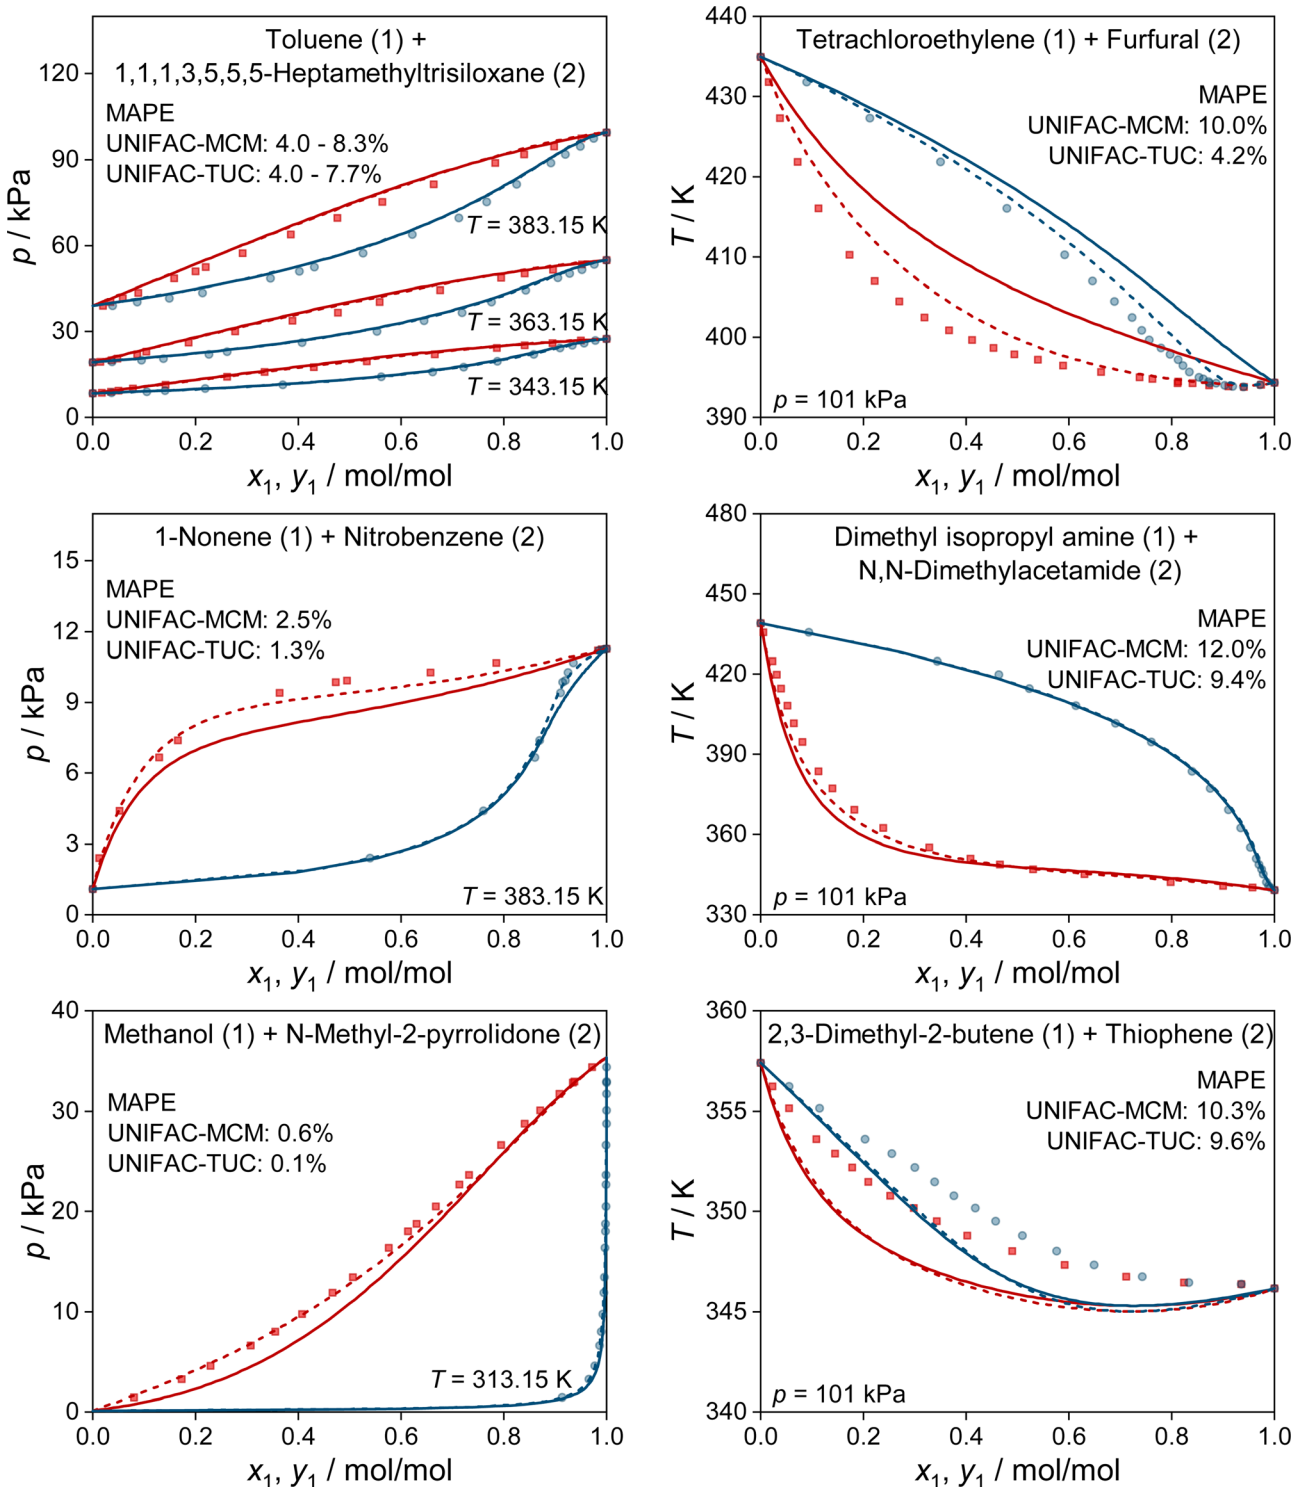 Toluene (1) +
1,1,1,3,5,5,5-Heptamethyltrisiloxane (2)
MAPE
UNIFAC-MCM: 4.0 - 8.3%
UNIFAC-TUC: 4.0 - 7.7%
T = 383.15 K
T = 363.15 K
T = 343.15 K
120
90
60
30
0
p / kPa
0.0 0.2 0.4 0.6 0.8 1.0
x1, y1 / mol/mol
Tetrachloroethylene (1) + Furfural (2)
MAPE
UNIFAC-MCM: 10.0%
UNIFAC-TUC: 4.2%
p = 101 kPa
440
430
420
410
400
390
T / K
0.0 0.2 0.4 0.6 0.8 1.0
x1, y1 / mol/mol
1-Nonene (1) + Nitrobenzene (2)
MAPE
UNIFAC-MCM: 2.5%
UNIFAC-TUC: 1.3%
T = 383.15 K
15
12
9
6
3
0
p / kPa
0.0 0.2 0.4 0.6 0.8 1.0
x1, y1 / mol/mol
Dimethyl isopropyl amine (1) +
N,N-Dimethylacetamide (2)
MAPE
UNIFAC-MCM: 12.0%
UNIFAC-TUC: 9.4%
p = 101 kPa
480
450
420
390
360
330
T / K
0.0 0.2 0.4 0.6 0.8 1.0
x1, y1 / mol/mol
Methanol (1) + N-Methyl-2-pyrrolidone (2)
MAPE
UNIFAC-MCM: 0.6%
UNIFAC-TUC: 0.1%
T = 313.15 K
40
30
20
10
0
p / kPa
0.0 0.2 0.4 0.6 0.8 1.0
x1, y1 / mol/mol
2,3-Dimethyl-2-butene (1) + Thiophene (2)
MAPE
UNIFAC-MCM: 10.3%
UNIFAC-TUC: 9.6%
p = 101 kPa
360
355
350
345
340
T / K
0.0 0.2 0.4 0.6 0.8 1.0
x1, y1 / mol/mol